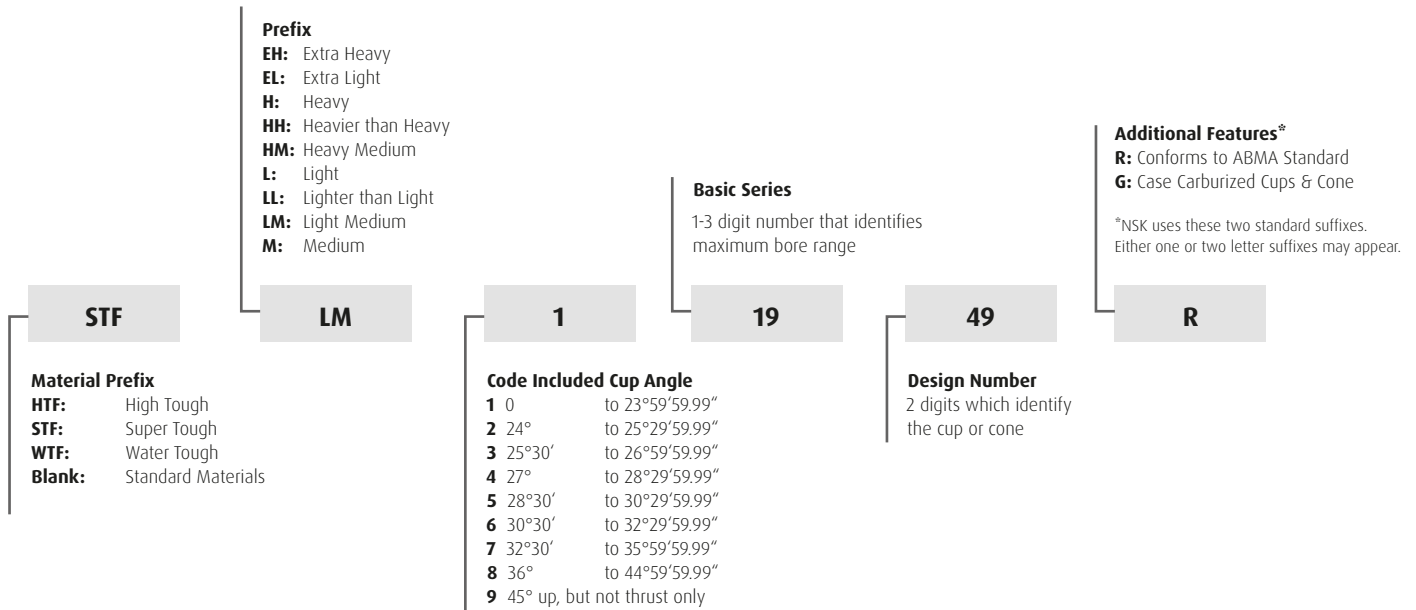 Prefix
EH: Extra Heavy
EL: Extra Light
H: Heavy
HH: Heavier than Heavy
HM: Heavy Medium
L: Light
LL: Lighter than Light
LM: Light Medium
M: Medium
Basic Series
1-3 digit number that identifies
maximum bore range
Additional Features*
R: Conforms to ABMA Standard
G: Case Carburized Cups & Cone
*NSK uses these two standard suffixes.
Either one or two letter suffixes may appear.
STF LM 1 19 49 R
Material Prefix
HTF: High Tough
STF: Super Tough
WTF: Water Tough
Blank: Standard Materials
Code Included Cup Angle
1 0 to 23°59‘59.99“
2 24° to 25°29‘59.99“
3 25°30‘ to 26°59‘59.99“
4 27° to 28°29‘59.99“
5 28°30‘ to 30°29‘59.99“
6 30°30‘ to 32°29‘59.99“
7 32°30‘ to 35°59‘59.99“
8 36° to 44°59‘59.99“
9 45° up, but not thrust only
Design Number
2 digits which identify
the cup or cone